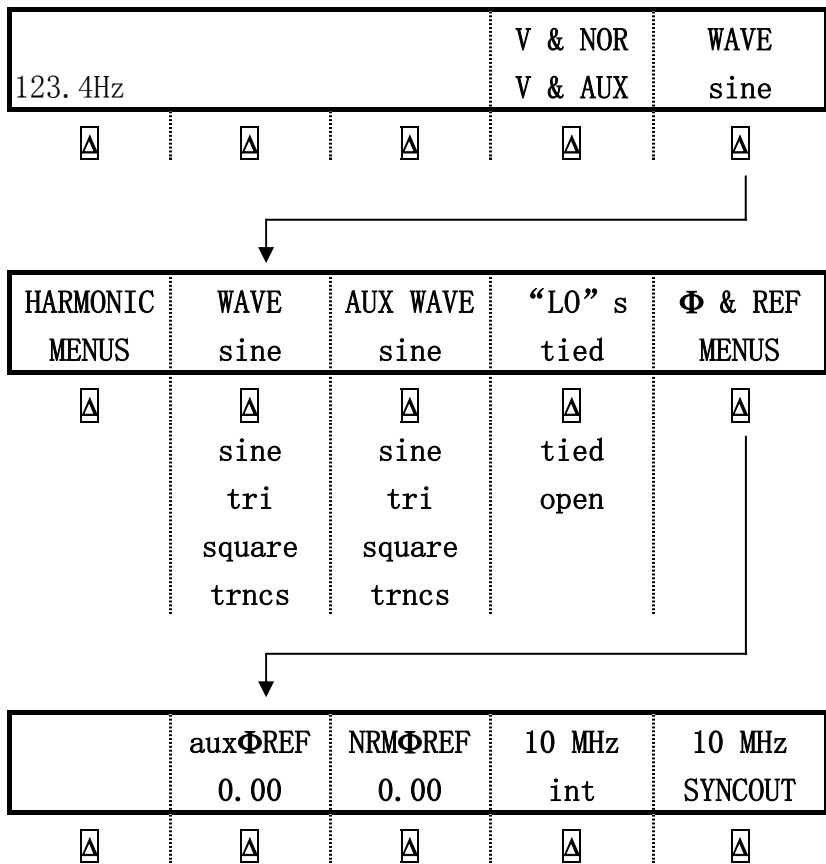 V & NOR WAVE
123.4Hz V & AUX sine
Δ Δ Δ Δ Δ
HARMONIC WAVE AUX WAVE “LO” s Φ & REF
MENUS sine sine tied MENUS
Δ Δ Δ Δ Δ
sine sine tied
tri tri open
square square
trncs trncs
auxΦREF NRMΦREF 10 MHz 10 MHz
0.00 0.00 int SYNCOUT
Δ Δ Δ Δ Δ